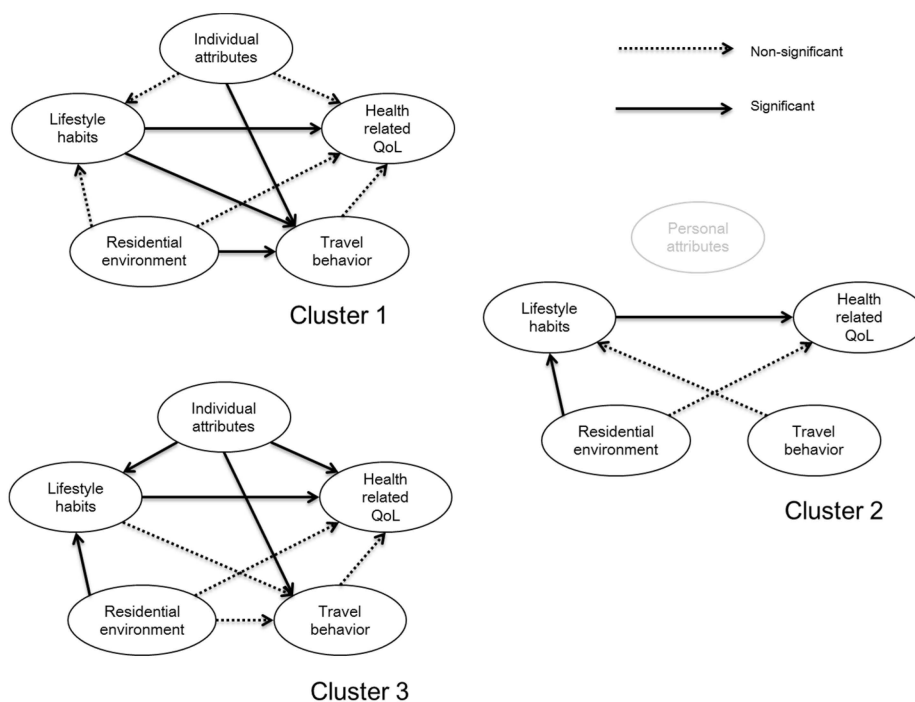 Individual
attributes
Lifestyle
habits
Health
related
QoL
Residential
environment
Travel
behavior
Cluster 1
Non-significant
Significant
Personal
attributes
Lifestyle
habits
Health
related
QoL
Residential
environment
Travel
behavior
Cluster 2
Individual
attributes
Lifestyle
habits
Health
related
QoL
Residential
environment
Travel
behavior
Cluster 3